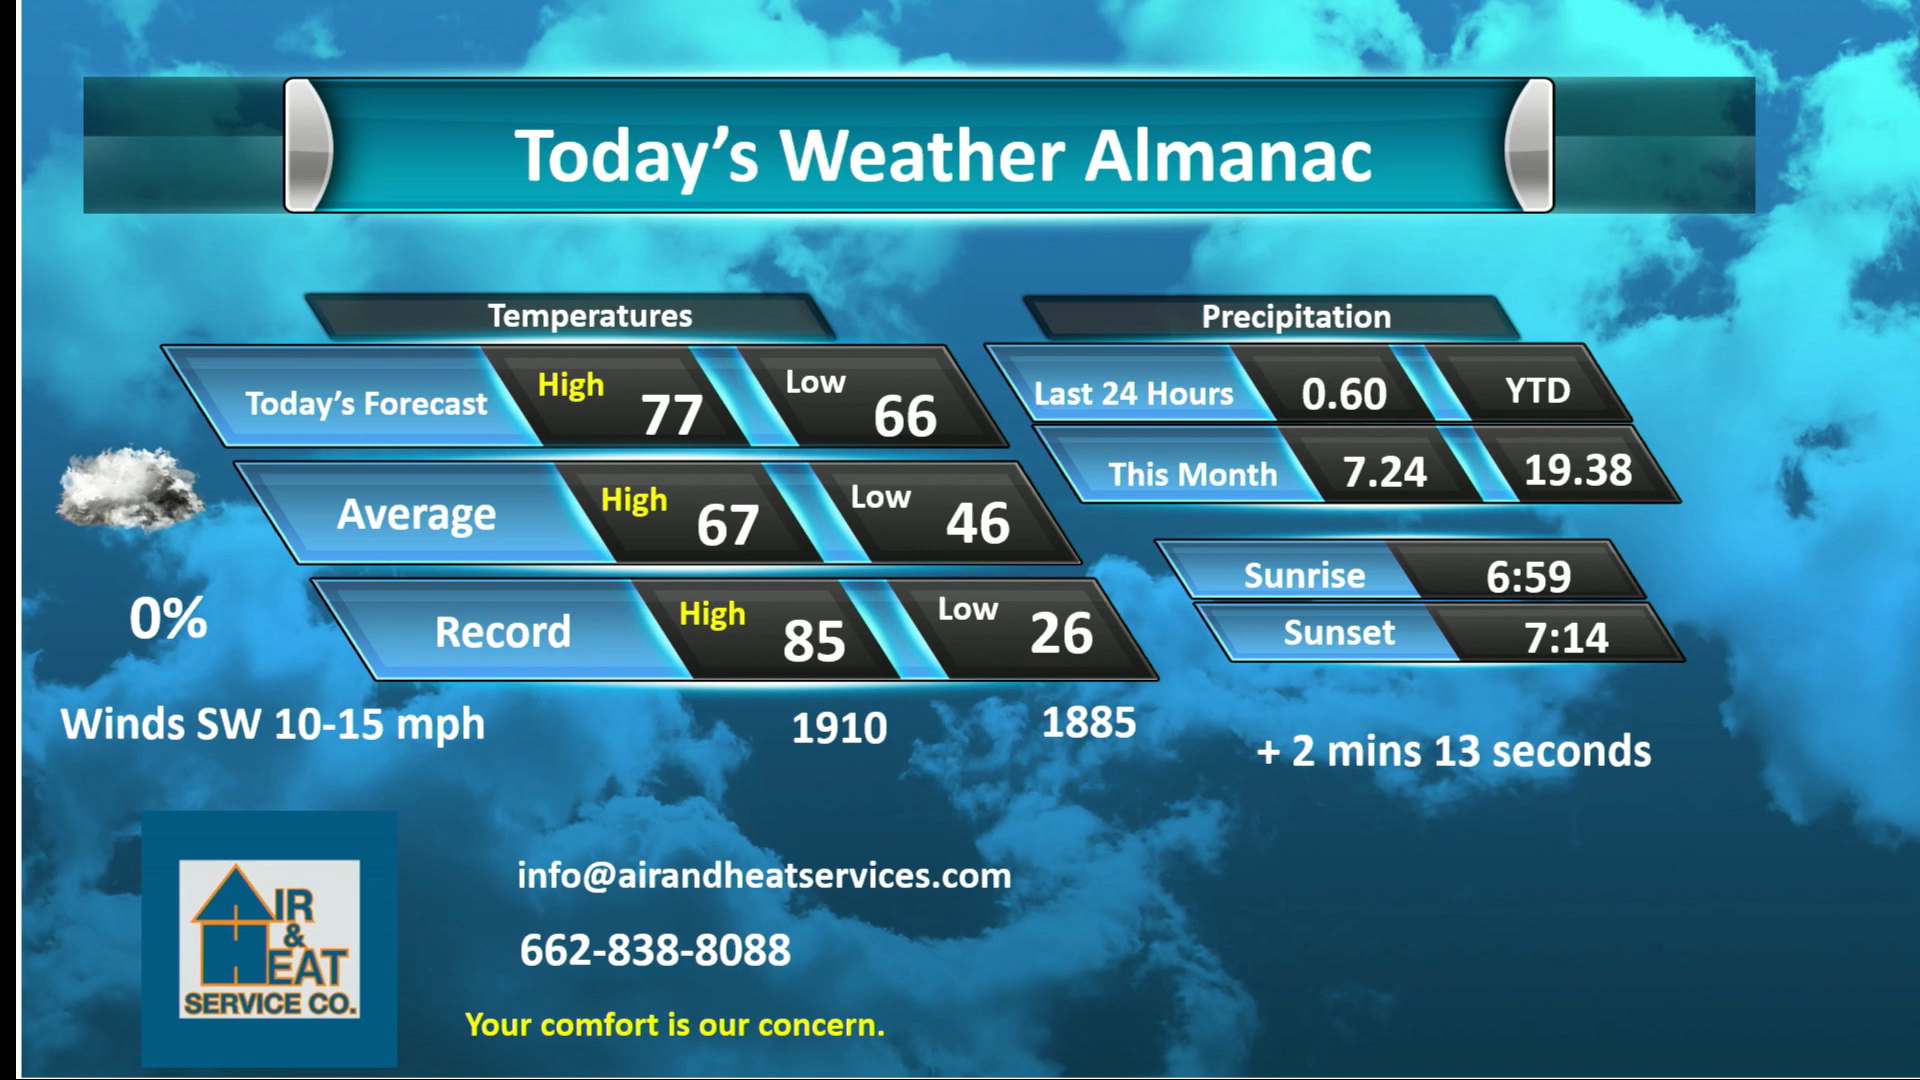 Today's Weather Almanac
Temperatures
Today's Forecast High 77 Low 66
Average High 67 Low 46
Record High 85 Low 26
1910 1885
0%
Winds SW 10-15 mph
Precipitation
Last 24 Hours 0.60 YTD
This Month 7.24 19.38
Sunrise 6:59
Sunset 7:14
+ 2 mins 13 seconds
AIR
&
HEAT
SERVICE CO.
info@airandheatservices.com
662-838-8088
Your comfort is our concern.